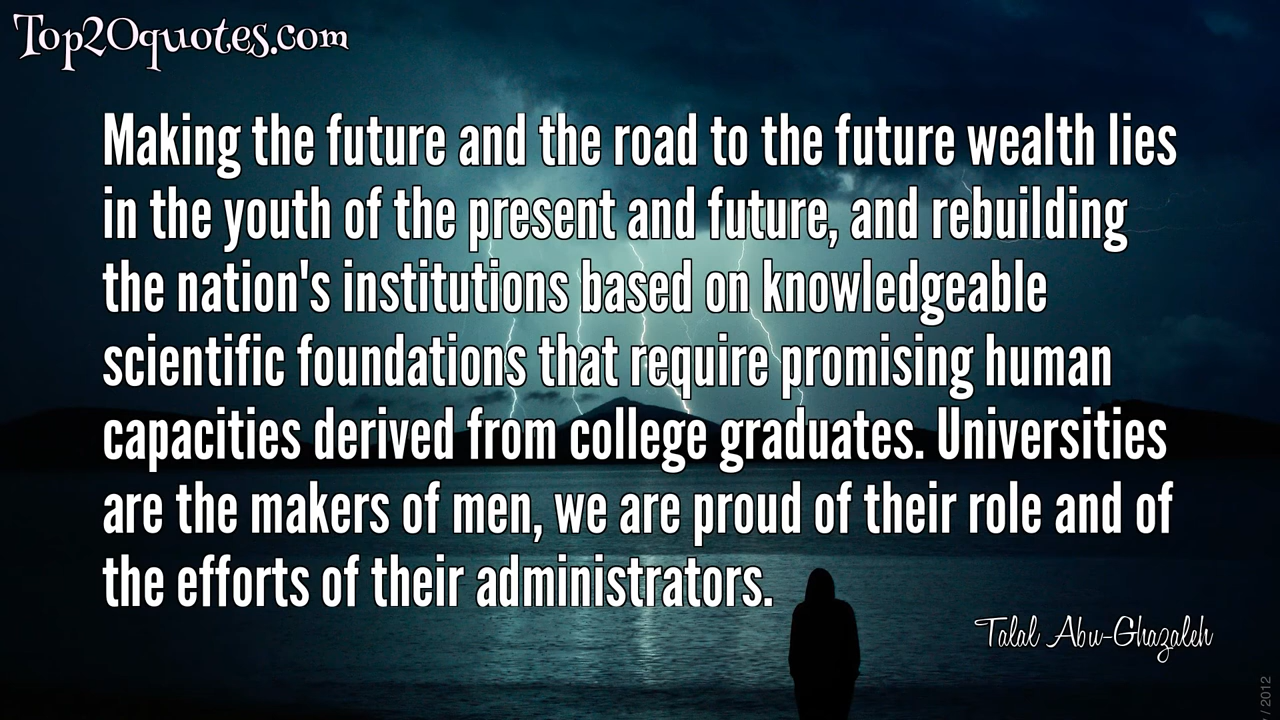 Top20quotes.com
Making the future and the road to the future wealth lies
in the youth of the present and future, and rebuilding
the nation's institutions based on knowledgeable
scientific foundations that require promising human
capacities derived from college graduates. Universities
are the makers of men, we are proud of their role and of
the efforts of their administrators.
Talal Abu-Ghazaleh
/ 2012